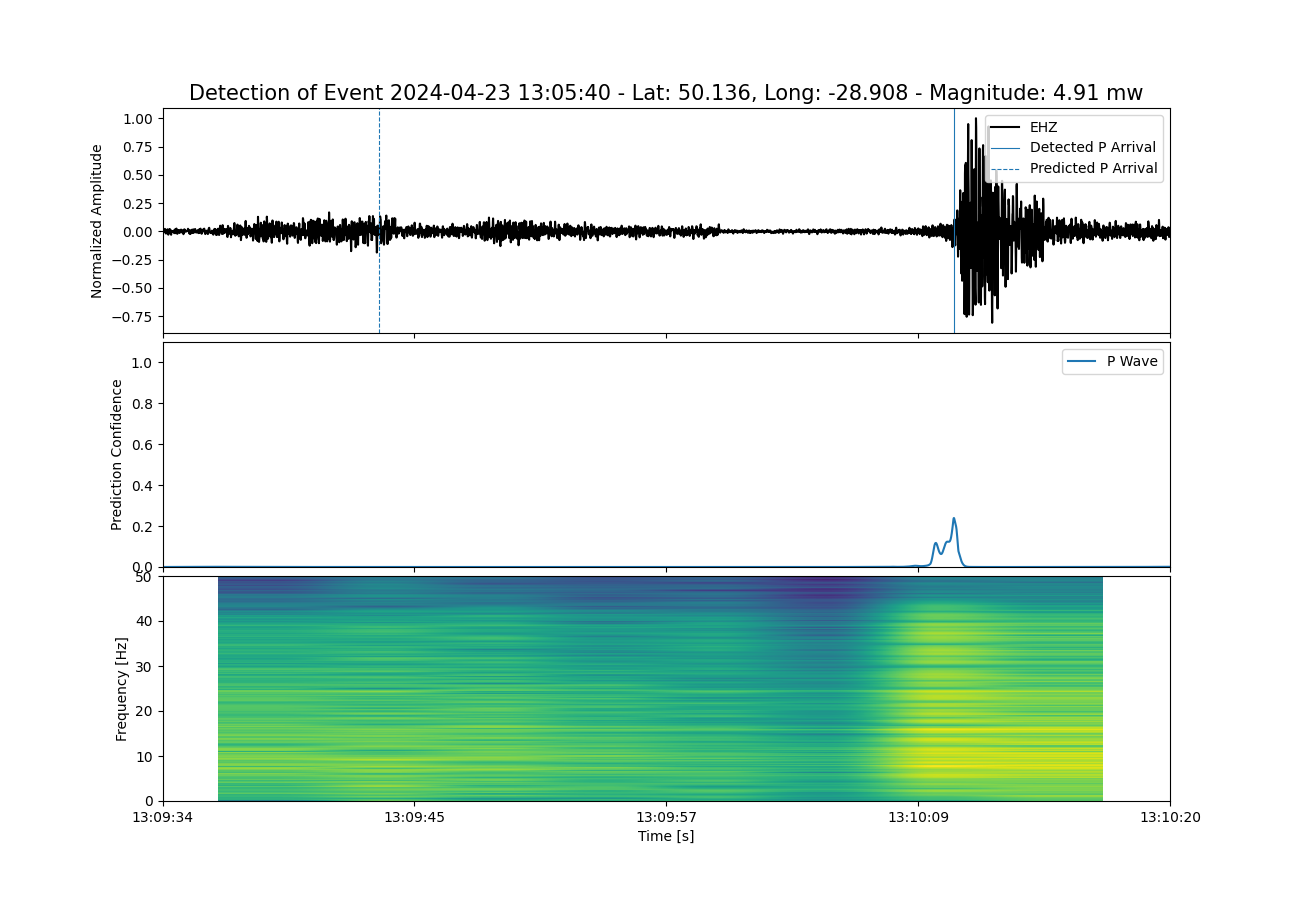 Detection of Event 2024-04-23 13:05:40 - Lat: 50.136, Long: -28.908 - Magnitude: 4.91 mw
Normalized Amplitude
1.00
0.75
0.50
0.25
0.00
−0.25
−0.50
−0.75
EHZ
Detected P Arrival
Predicted P Arrival
Prediction Confidence
1.0
0.8
0.6
0.4
0.2
0.0
P Wave
Frequency [Hz]
50
40
30
20
10
0
13:09:34 13:09:45 13:09:57 13:10:09 13:10:20
Time [s]